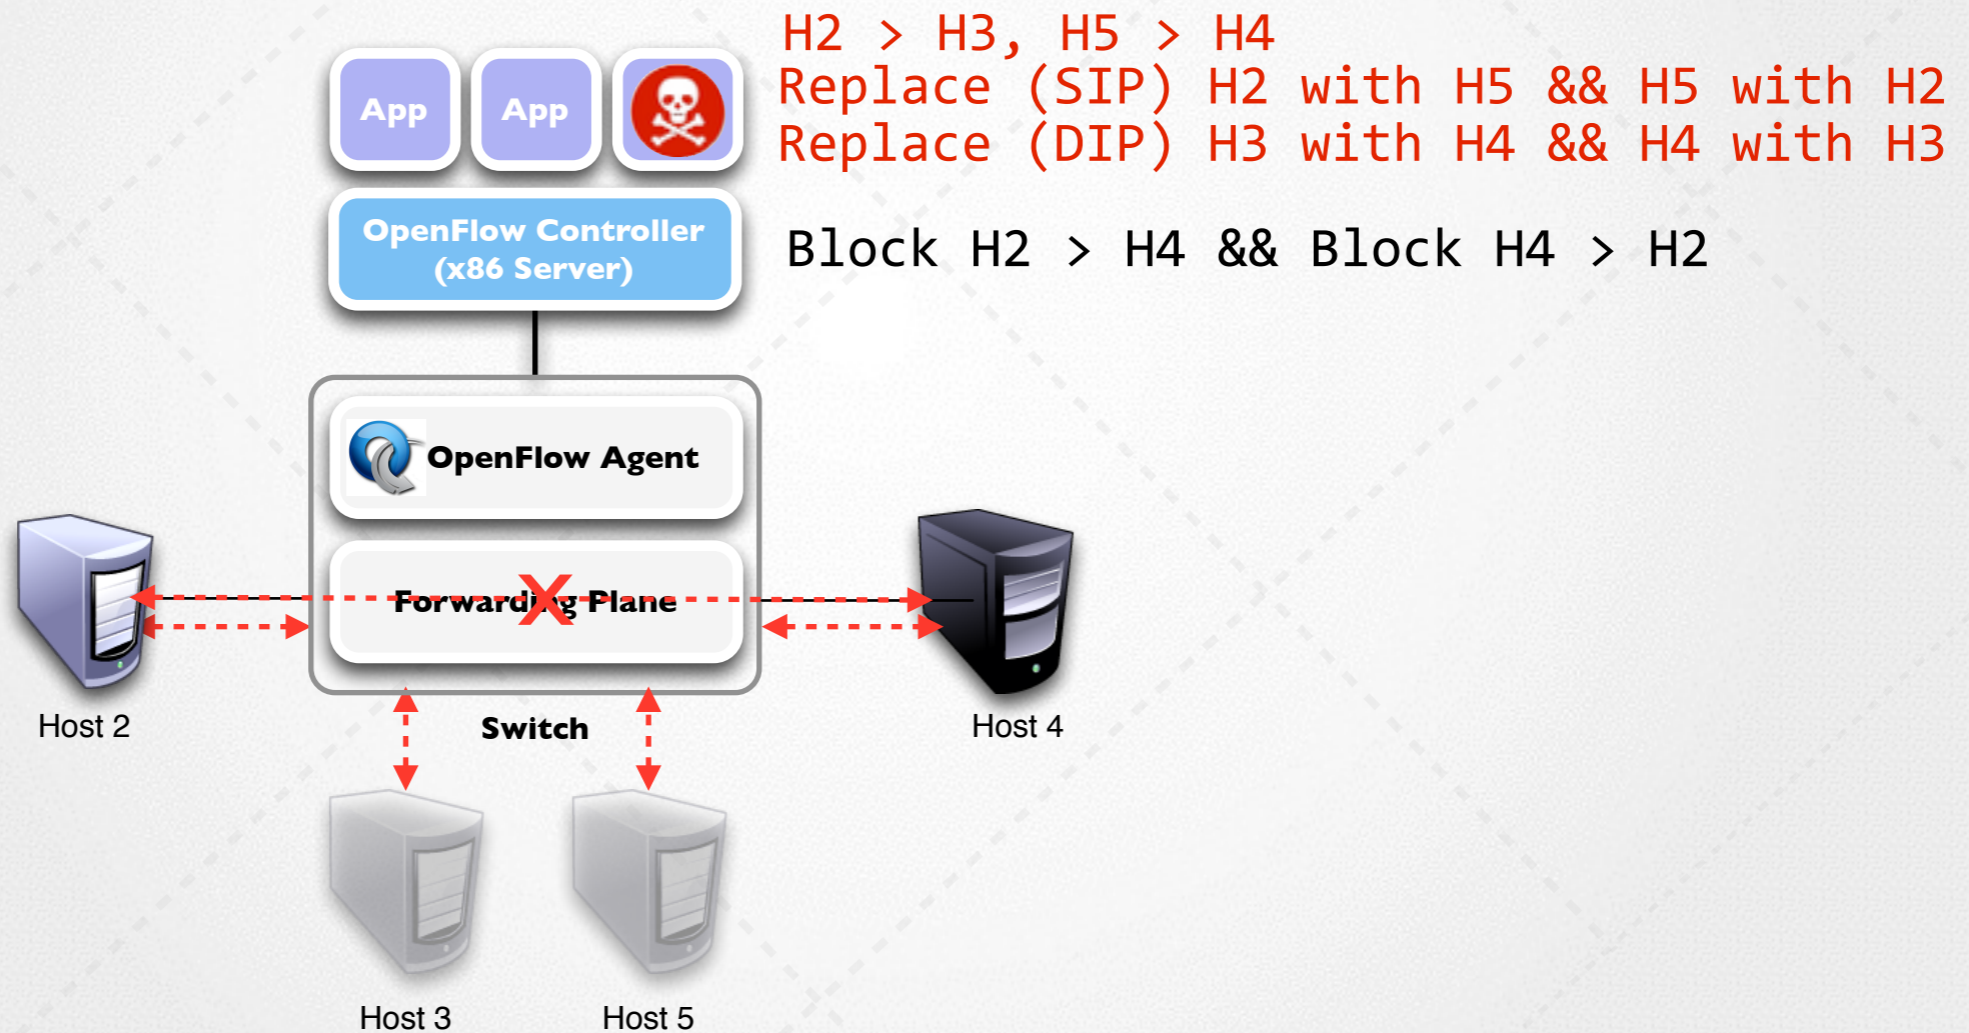 H2 > H3, H5 > H4
Replace (SIP) H2 with H5 && H5 with H2
Replace (DIP) H3 with H4 && H4 with H3
App
App
OpenFlow Controller
(x86 Server)
Block H2 > H4 && Block H4 > H2
OpenFlow Agent
Forwarding Plane
X
Host 2
Switch
Host 4
Host 3
Host 5